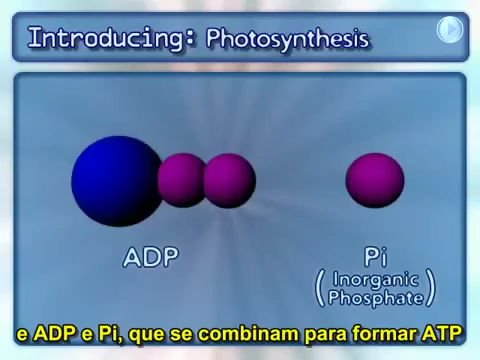 Introducing: Photosynthesis
ADP
Pi
(Inorganic
Phosphate)
e ADP e Pi, que se combinam para formar ATP